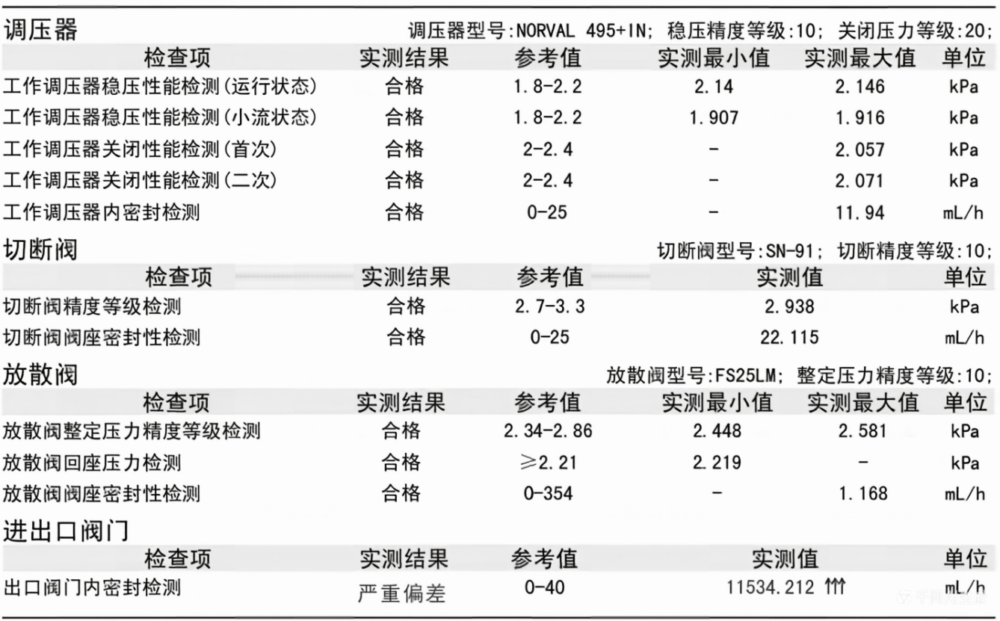 调压器 调压器型号:NORVAL 495+IN; 稳压精度等级:10; 关闭压力等级:20;
检查项 实测结果 参考值 实测最小值 实测最大值 单位
工作调压器稳压性能检测(运行状态) 合格 1.8-2.2 2.14 2.146 kPa
工作调压器稳压性能检测(小流状态) 合格 1.8-2.2 1.907 1.916 kPa
工作调压器关闭性能检测(首次) 合格 2-2.4 - 2.057 kPa
工作调压器关闭性能检测(二次) 合格 2-2.4 - 2.071 kPa
工作调压器内密封检测 合格 0-25 - 11.94 mL/h
切断阀 切断阀型号:SN-91; 切断精度等级:10;
检查项 实测结果 参考值 实测值 单位
切断阀精度等级检测 合格 2.7-3.3 2.938 kPa
切断阀阀座密封性检测 合格 0-25 22.115 mL/h
放散阀 放散阀型号:FS25LM; 整定压力精度等级:10;
检查项 实测结果 参考值 实测最小值 实测最大值 单位
放散阀整定压力精度等级检测 合格 2.34-2.86 2.448 2.581 kPa
放散阀回座压力检测 合格 ≥2.21 2.219 - kPa
放散阀阀座密封性检测 合格 0-354 - 1.168 mL/h
进出口阀门
检查项 实测结果 参考值 实测值 单位
出口阀门内密封检测 严重偏差 0-40 11534.212 ↑↑↑ mL/h